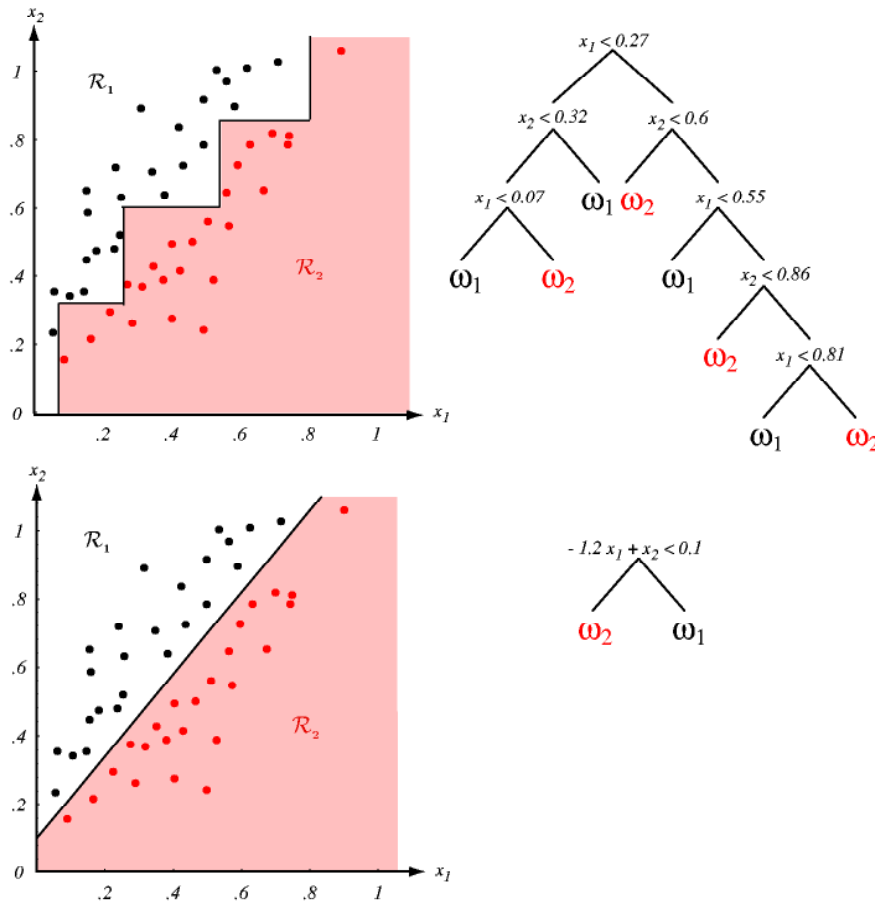 x₂
1
.8
.6
.4
.2
0
.2 .4 .6 .8 1
x₁
ℛ₁
ℛ₂
x₁ < 0.27
x₂ < 0.32 x₂ < 0.6
x₁ < 0.07 ω₁ ω₂ x₁ < 0.55
ω₁ ω₂ ω₁ x₂ < 0.86
ω₂ x₁ < 0.81
ω₁ ω₂
x₂
1
.8
.6
.4
.2
0
.2 .4 .6 .8 1
x₁
ℛ₁
ℛ₂
- 1.2 x₁ + x₂ < 0.1
ω₂ ω₁